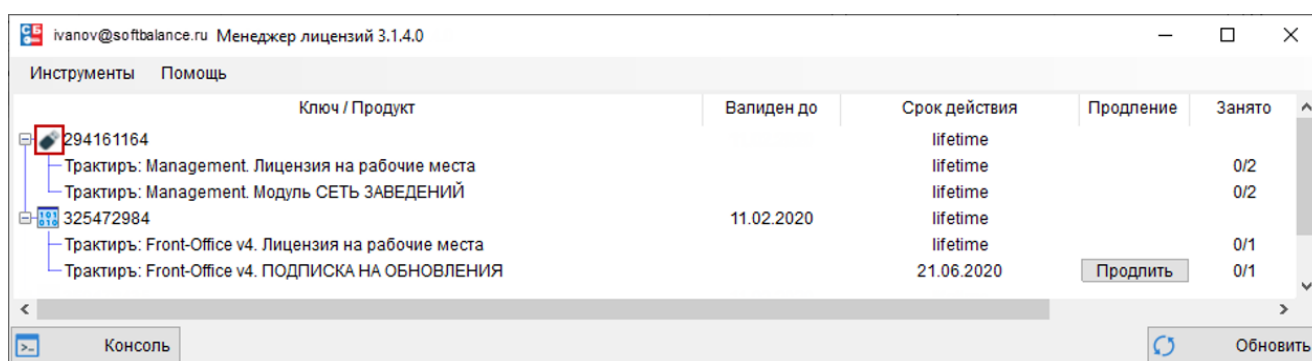 СБ ivanov@softbalance.ru Менеджер лицензий 3.1.4.0
Инструменты Помощь
Ключ / Продукт Валиден до Срок действия Продление Занято
294161164 lifetime
Трактиръ: Management. Лицензия на рабочие места lifetime 0/2
Трактиръ: Management. Модуль СЕТЬ ЗАВЕДЕНИЙ lifetime 0/2
101 010 325472984 11.02.2020 lifetime
Трактиръ: Front-Office v4. Лицензия на рабочие места lifetime 0/1
Трактиръ: Front-Office v4. ПОДПИСКА НА ОБНОВЛЕНИЯ 21.06.2020 Продлить 0/1
Консоль Обновить